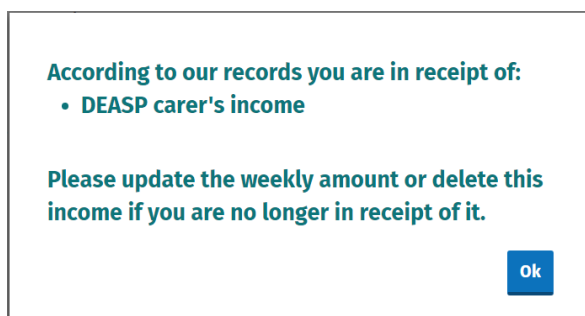 According to our records you are in receipt of:
• DEASP carer's income
Please update the weekly amount or delete this
income if you are no longer in receipt of it.
Ok